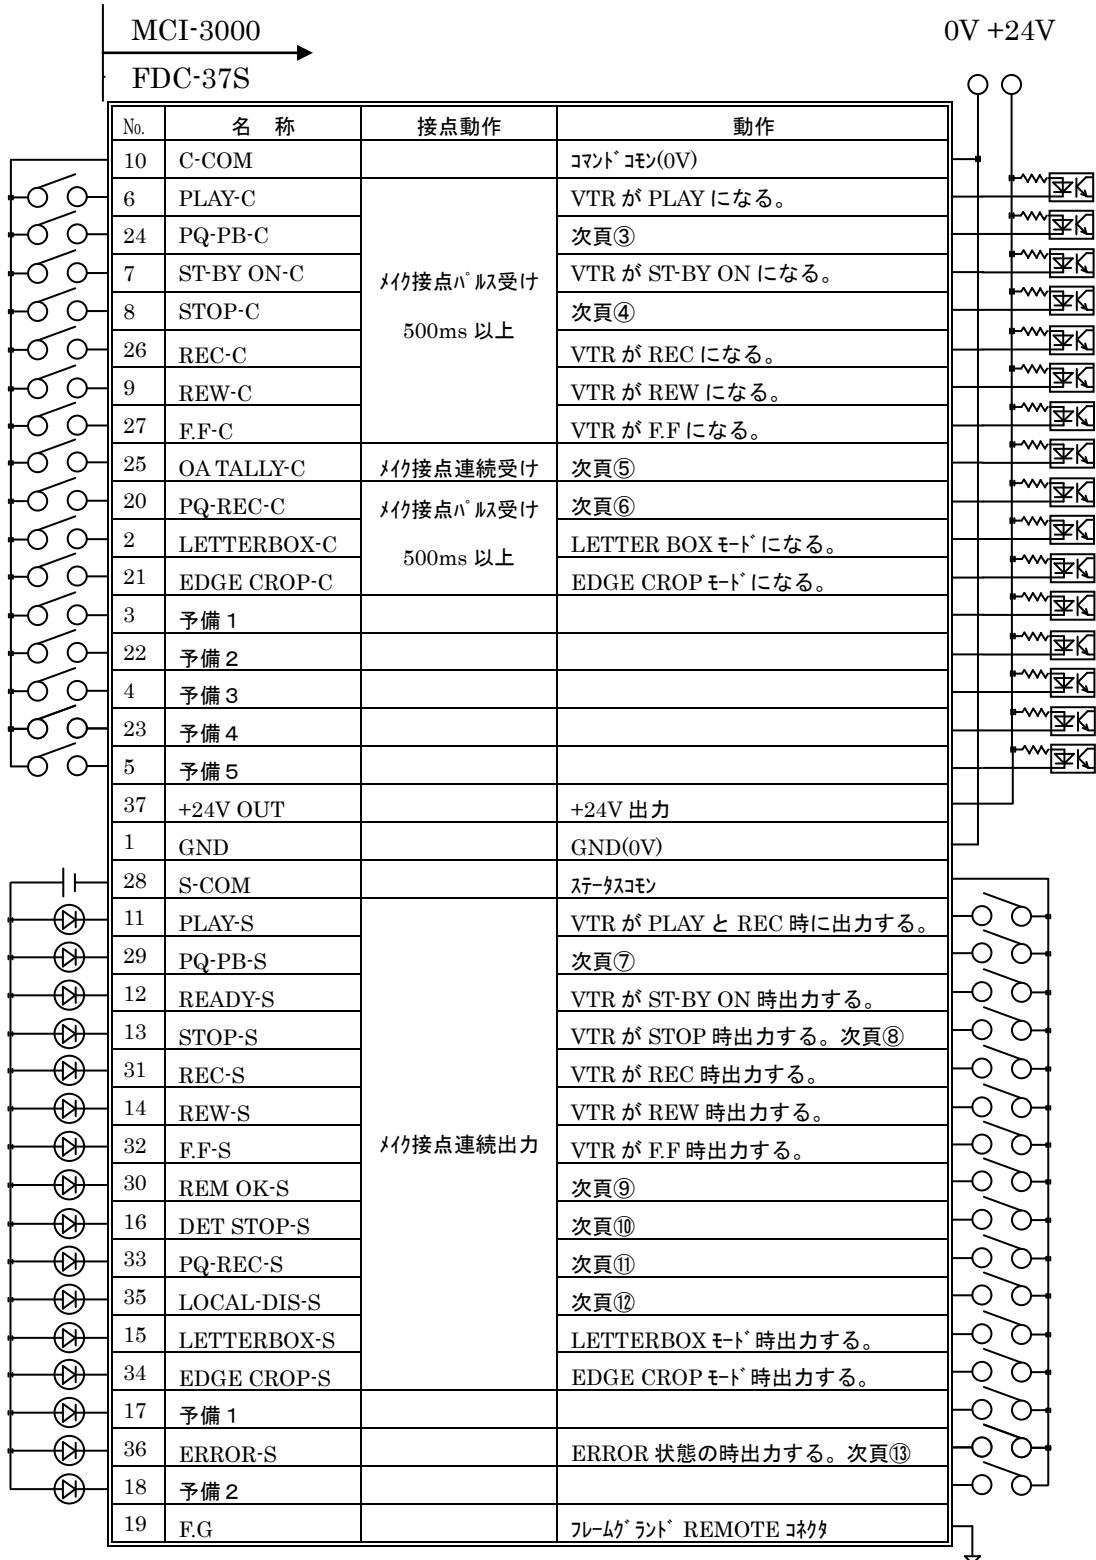 MCI-3000
0V +24V
FDC-37S
No. 名 称 接点動作 動作
10 C-COM ｺﾏﾝﾄﾞｺﾓﾝ(0V)
6 PLAY-C VTR が PLAY になる。
24 PQ-PB-C 次頁③
7 ST-BY ON-C ﾒｲｸ接点ﾊﾟﾙｽ受け VTR が ST-BY ON になる。
8 STOP-C 500ms 以上 次頁④
26 REC-C VTR が REC になる。
9 REW-C VTR が REW になる。
27 F.F-C VTR が F.F になる。
25 OA TALLY-C ﾒｲｸ接点連続受け 次頁⑤
20 PQ-REC-C ﾒｲｸ接点ﾊﾟﾙｽ受け 次頁⑥
2 LETTERBOX-C 500ms 以上 LETTER BOX ﾓｰﾄﾞになる。
21 EDGE CROP-C EDGE CROP ﾓｰﾄﾞになる。
3 予備１
22 予備２
4 予備３
23 予備４
5 予備５
37 +24V OUT +24V 出力
1 GND GND(0V)
28 S-COM ｽﾃｰﾀｽｺﾓﾝ
11 PLAY-S VTR が PLAY と REC 時に出力する。
29 PQ-PB-S 次頁⑦
12 READY-S VTR が ST-BY ON 時出力する。
13 STOP-S VTR が STOP 時出力する。次頁⑧
31 REC-S VTR が REC 時出力する。
14 REW-S VTR が REW 時出力する。
32 F.F-S ﾒｲｸ接点連続出力 VTR が F.F 時出力する。
30 REM OK-S 次頁⑨
16 DET STOP-S 次頁⑩
33 PQ-REC-S 次頁⑪
35 LOCAL-DIS-S 次頁⑫
15 LETTERBOX-S LETTERBOX ﾓｰﾄﾞ時出力する。
34 EDGE CROP-S EDGE CROP ﾓｰﾄﾞ時出力する。
17 予備１
36 ERROR-S ERROR 状態の時出力する。次頁⑬
18 予備２
19 F.G ﾌﾚｰﾑｸﾞﾗﾝﾄﾞ REMOTE ｺﾈｸﾀ